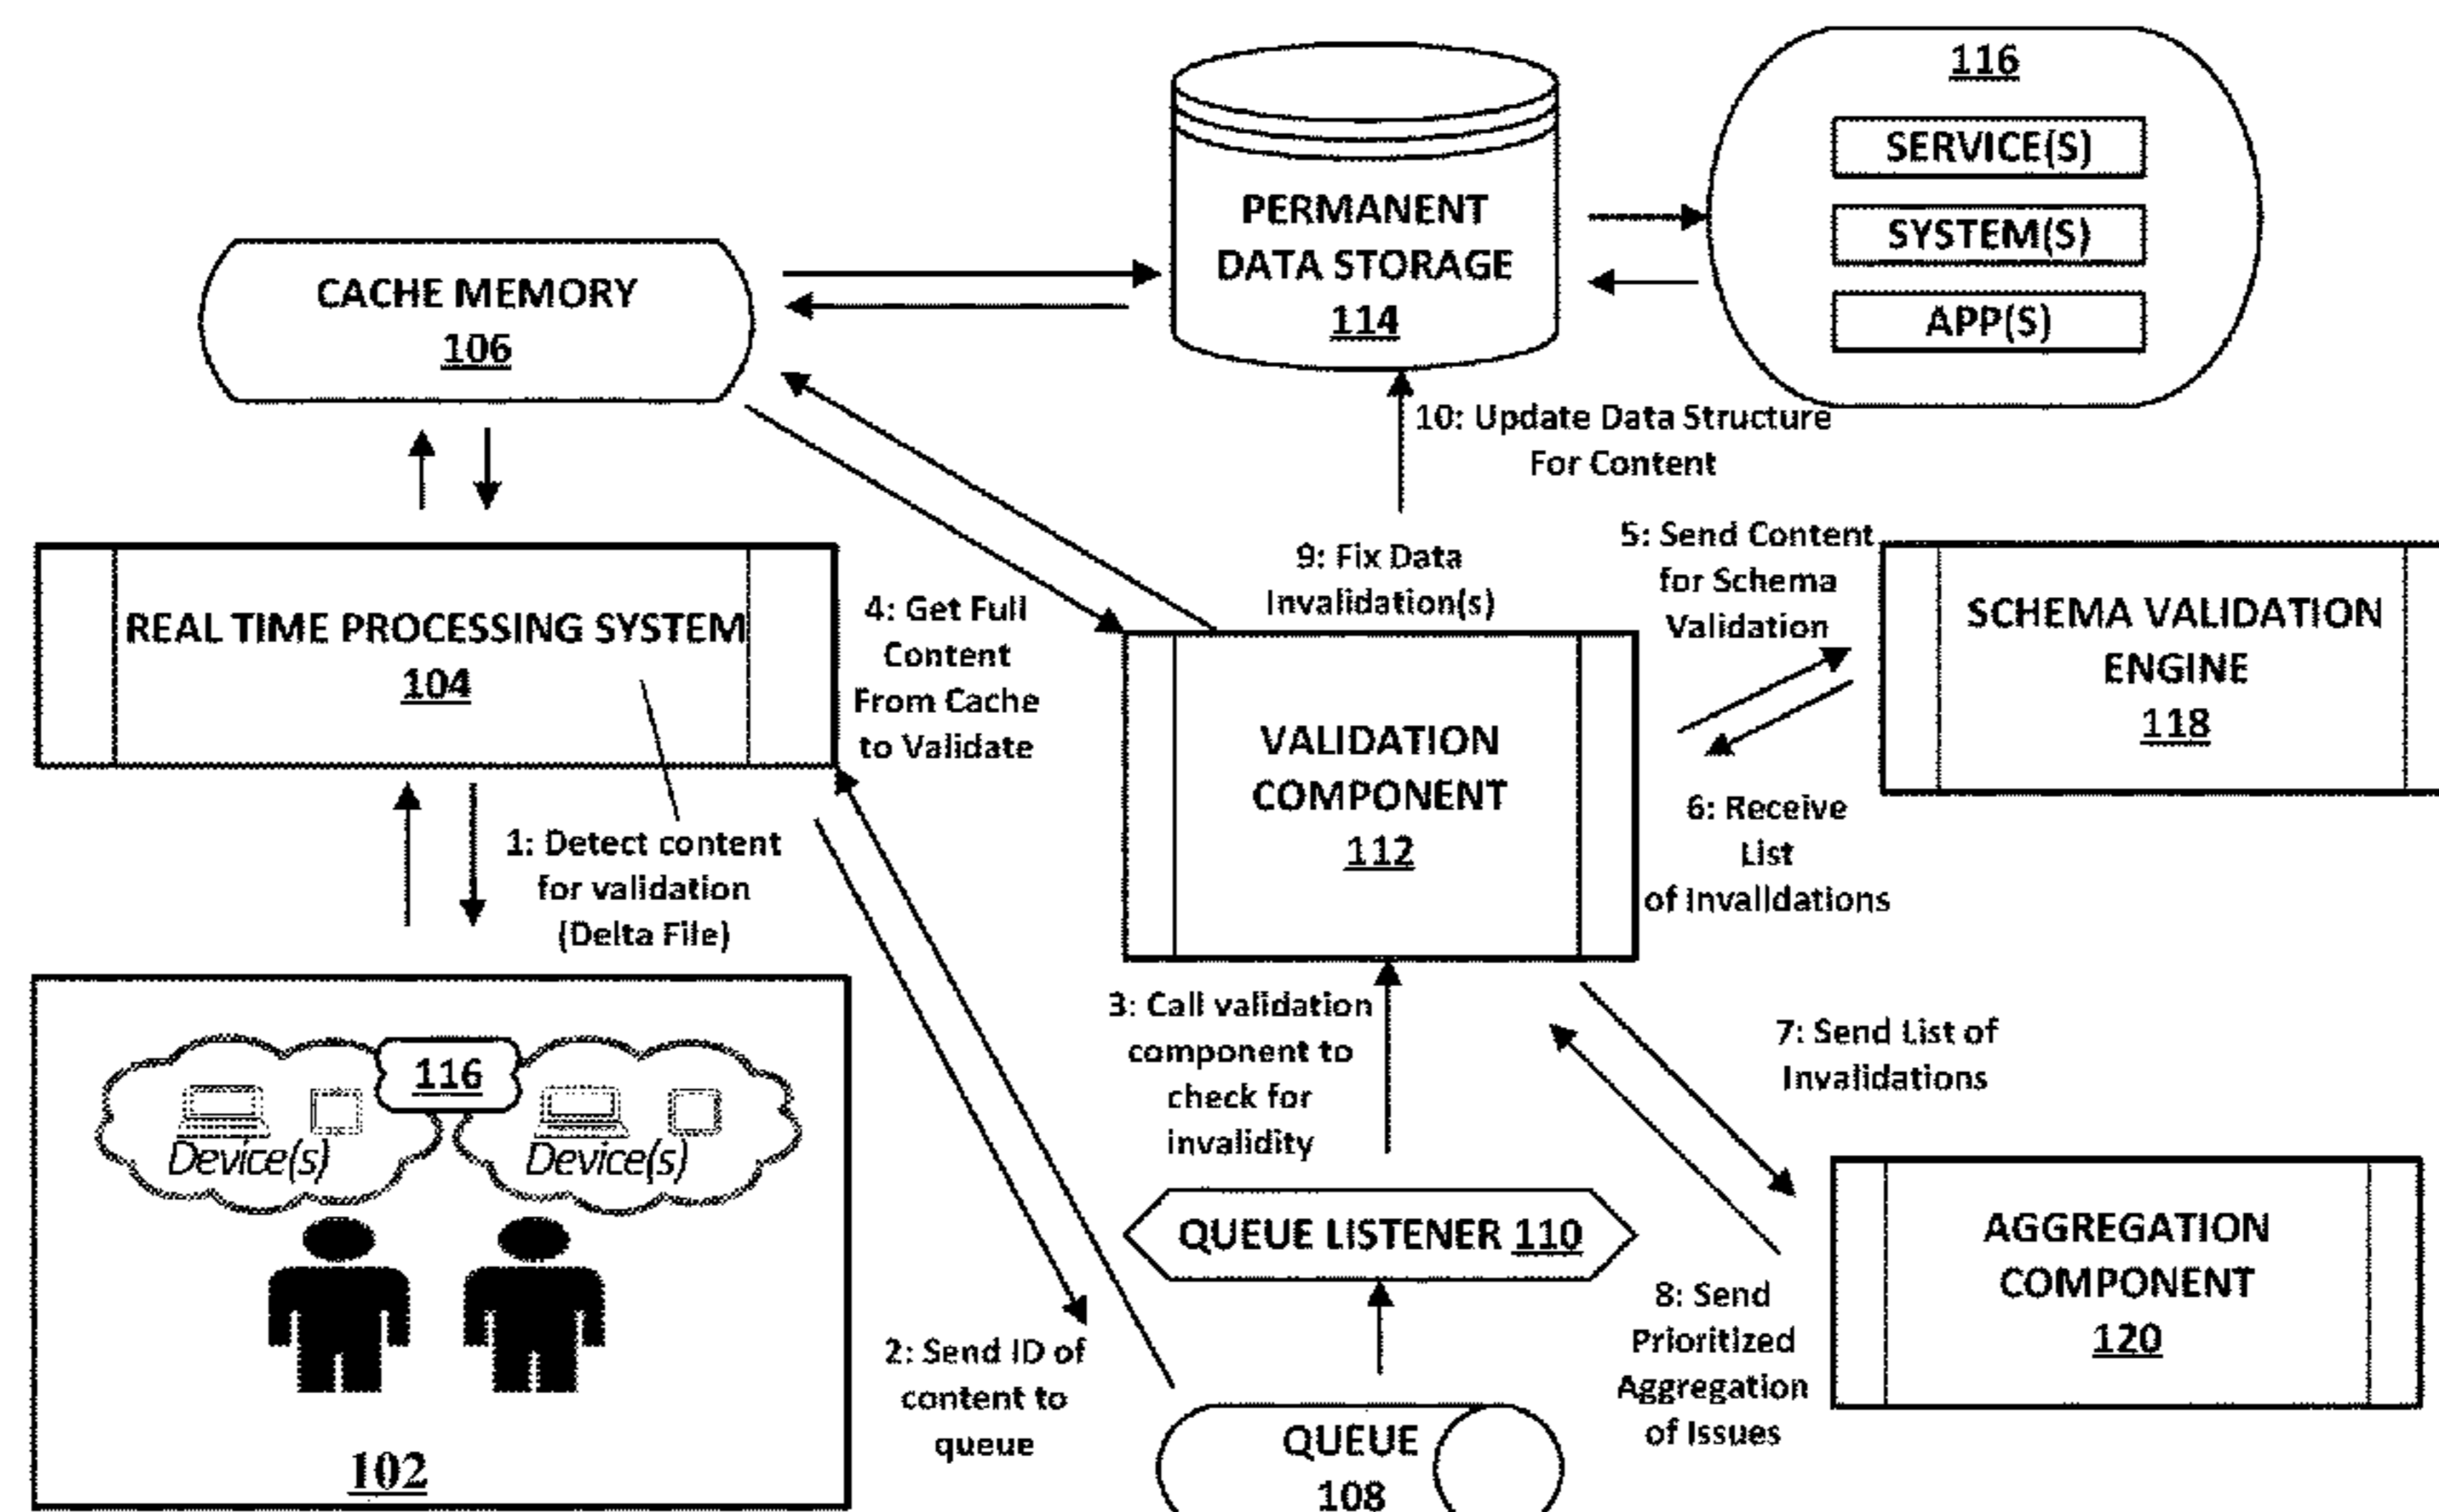 116
SERVICE(S)
SYSTEM(S)
APP(S)
PERMANENT
DATA STORAGE
114
CACHE MEMORY
106
10: Update Data Structure
For Content
REAL TIME PROCESSING SYSTEM
104
4: Get Full
Content
From Cache
to Validate
9: Fix Data
Invalidation(s)
5: Send Content
for Schema
Validation
SCHEMA VALIDATION
ENGINE
118
VALIDATION
COMPONENT
112
6: Receive
List
of Invalidations
1: Detect content
for validation
(Delta File)
3: Call validation
component to
check for
invalidity
7: Send List of
Invalidations
116
Device(s)
Device(s)
102
QUEUE LISTENER 110
2: Send ID of
content to
queue
8: Send
Prioritized
Aggregation
of Issues
AGGREGATION
COMPONENT
120
QUEUE
108